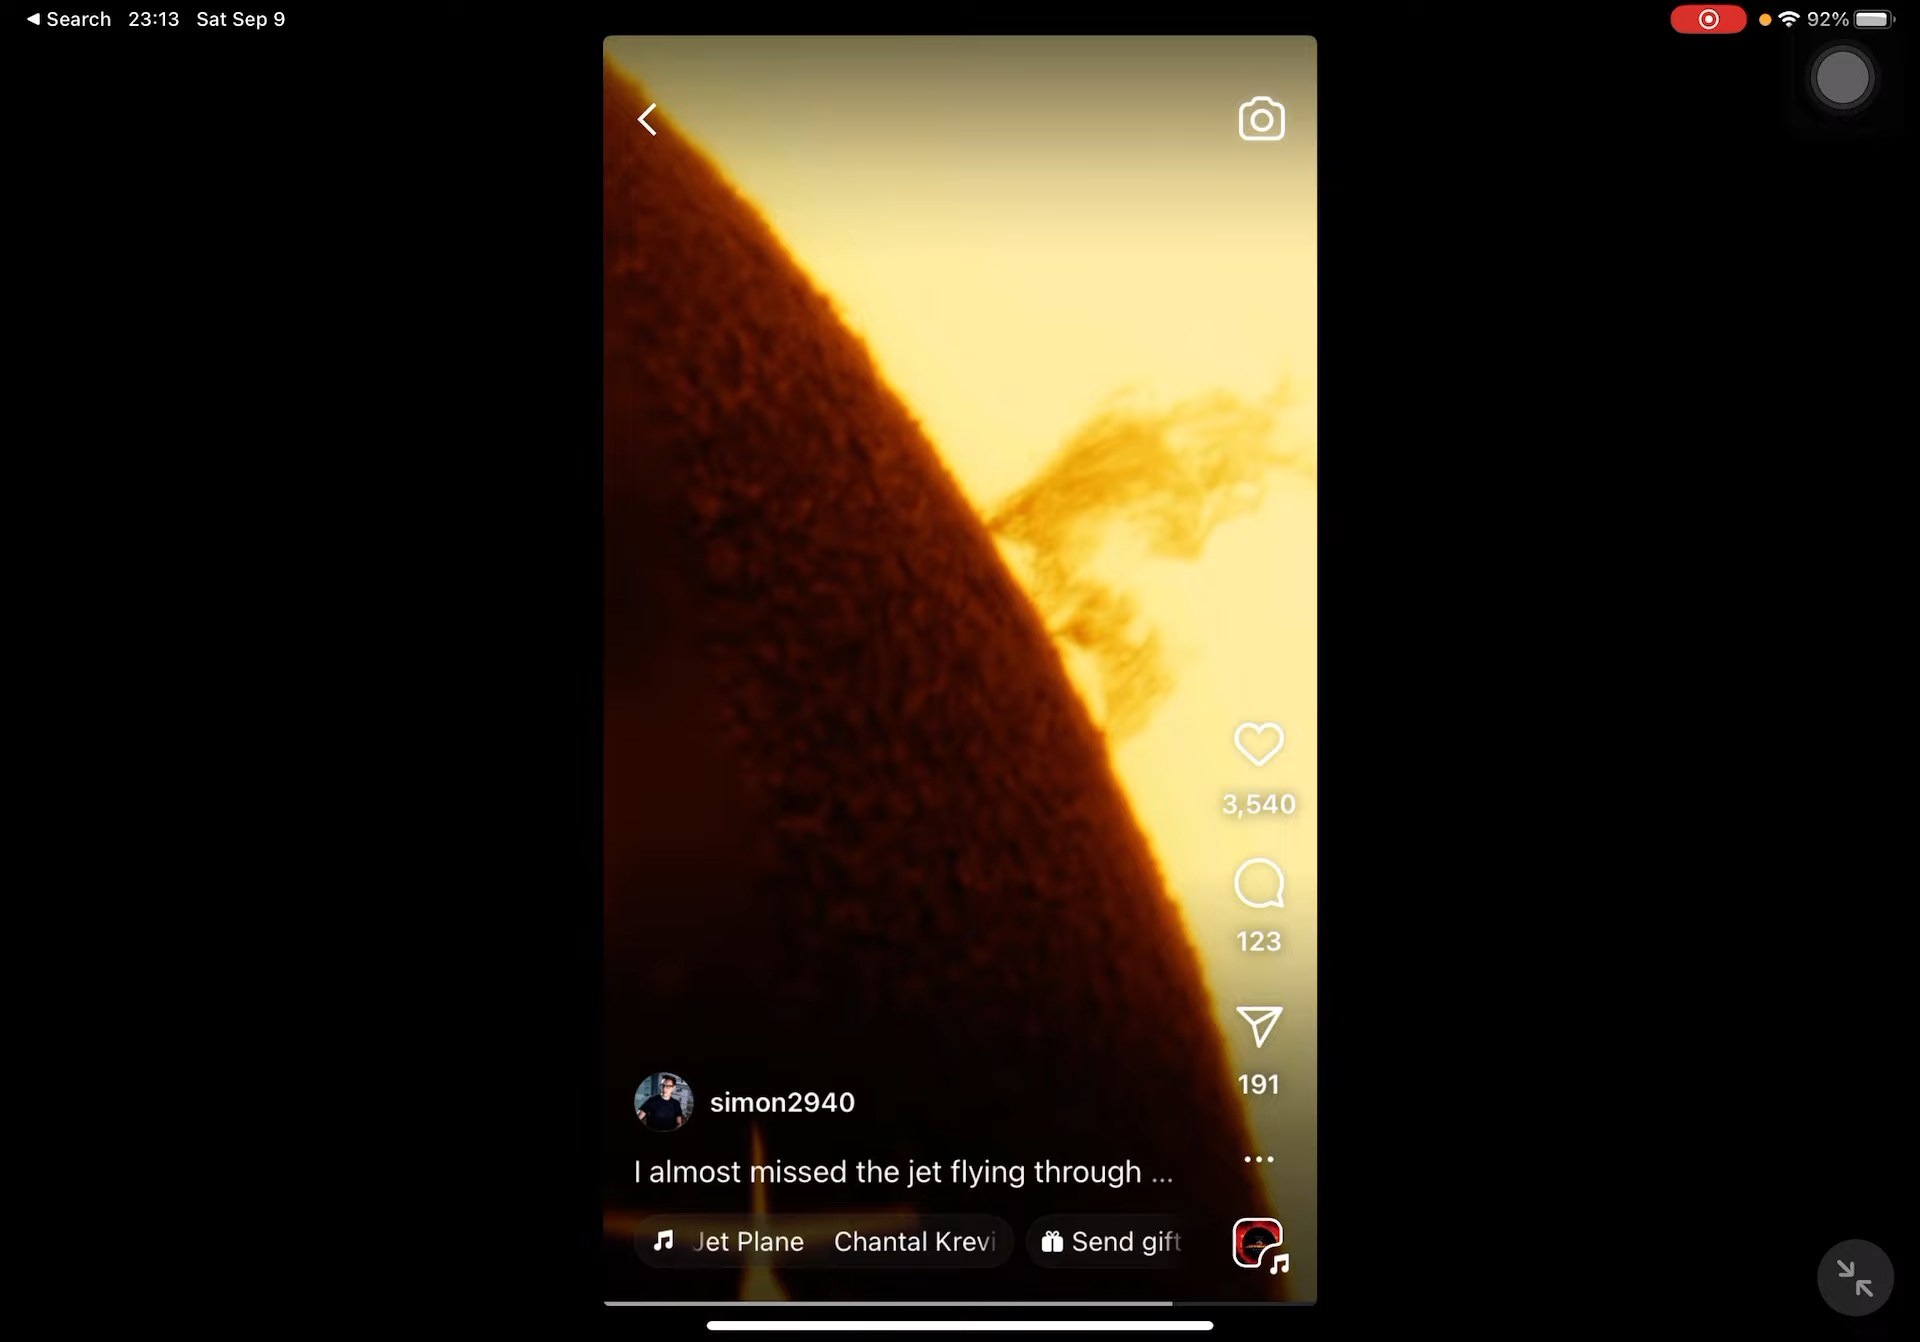 Search 23:13 Sat Sep 9
92%
3,540
123
191
simon2940
I almost missed the jet flying through ...
Jet Plane Chantal Krevi
Send gift